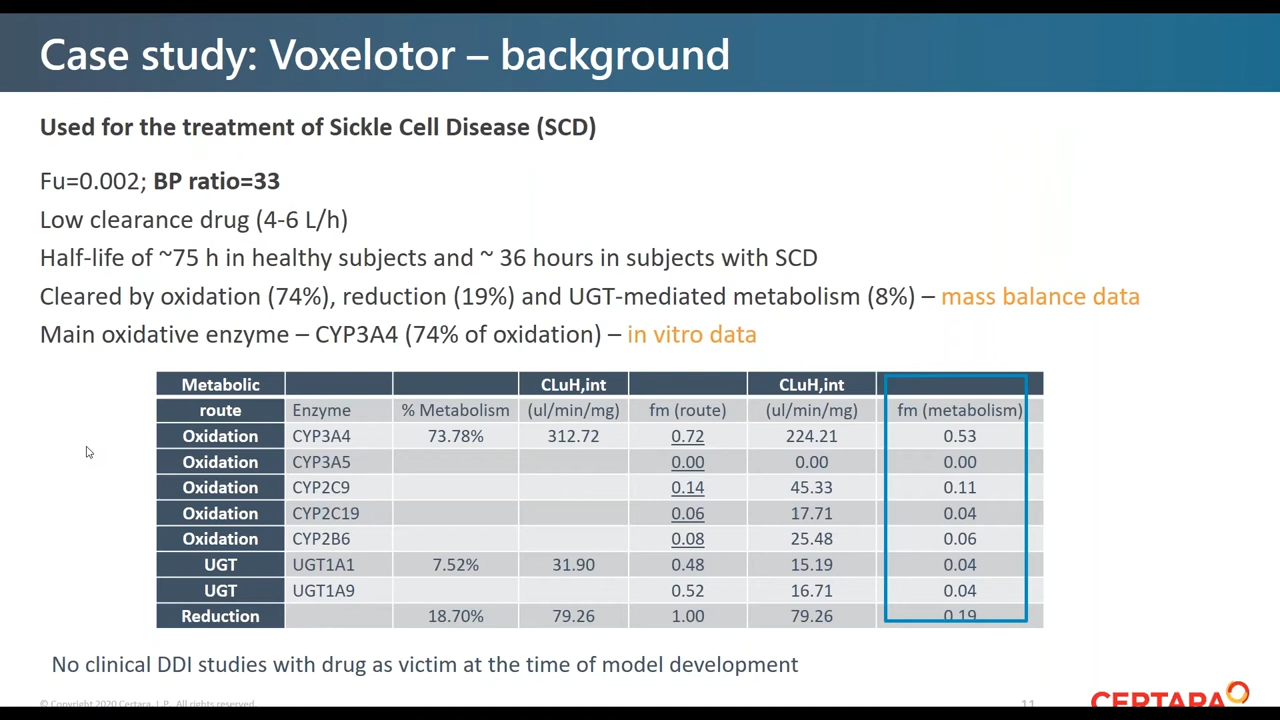 Case study: Voxelotor – background
Used for the treatment of Sickle Cell Disease (SCD)
Fu=0.002; BP ratio=33
Low clearance drug (4-6 L/h)
Half-life of ~75 h in healthy subjects and ~ 36 hours in subjects with SCD
Cleared by oxidation (74%), reduction (19%) and UGT-mediated metabolism (8%) – mass balance data
Main oxidative enzyme – CYP3A4 (74% of oxidation) – in vitro data
Metabolic CLuH,int CLuH,int
route Enzyme % Metabolism (ul/min/mg) fm (route) (ul/min/mg) fm (metabolism)
Oxidation CYP3A4 73.78% 312.72 0.72 224.21 0.53
Oxidation CYP3A5 0.00 0.00 0.00
Oxidation CYP2C9 0.14 45.33 0.11
Oxidation CYP2C19 0.06 17.71 0.04
Oxidation CYP2B6 0.08 25.48 0.06
UGT UGT1A1 7.52% 31.90 0.48 15.19 0.04
UGT UGT1A9 0.52 16.71 0.04
Reduction 18.70% 79.26 1.00 79.26 0.19
No clinical DDI studies with drug as victim at the time of model development
© Copyright 2020 Certara, L.P. All rights reserved.
11
CERTARA